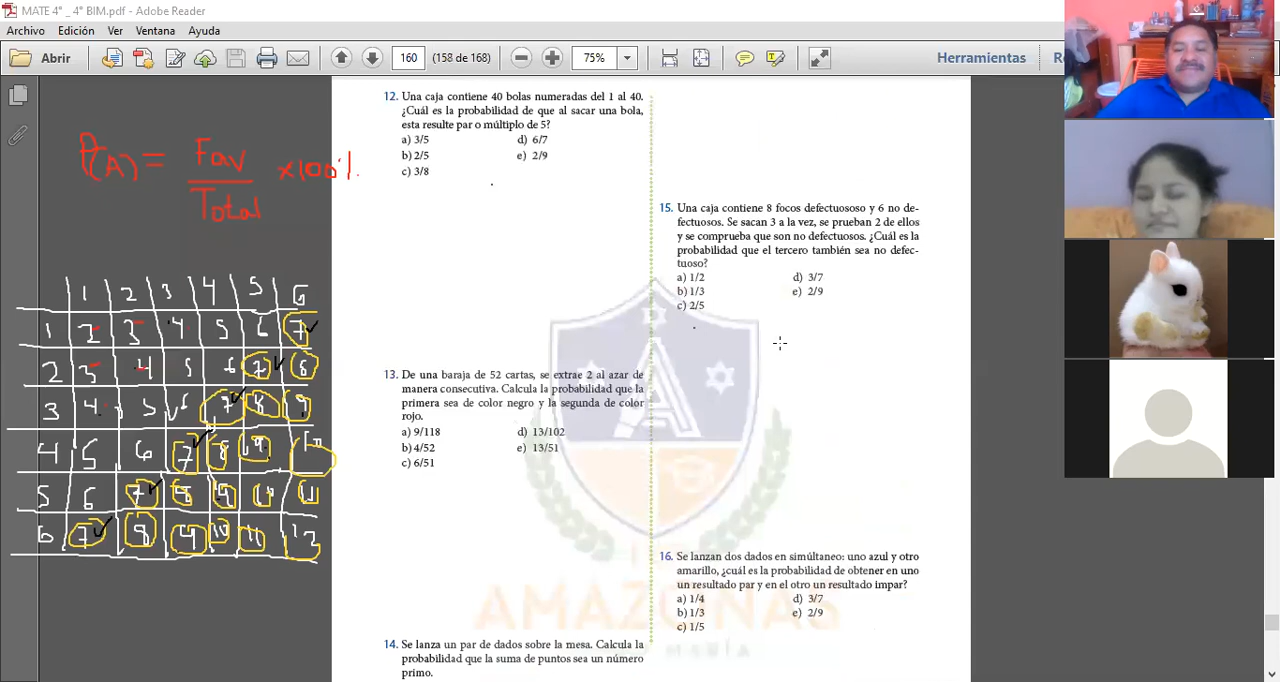 MATE 4° _ 4° BIM.pdf - Adobe Reader
Archivo Edición Ver Ventana Ayuda
Abrir
160 (158 de 168)
75%
Herramientas
P(A) = Fav
Total
x100%
1 2 3 4 5 6
1 2 3 4 5 6 7
2 3 4 5 6 7 8
3 4 5 6 7 8 9
4 5 6 7 8 9
5 6 7 8 9
6 7 8 9 10 11 12
12. Una caja contiene 40 bolas numeradas del 1 al 40.
¿Cuál es la probabilidad de que al sacar una bola,
esta resulte par o múltiplo de 5?
a) 3/5 d) 6/7
b) 2/5 e) 2/9
c) 3/8
13. De una baraja de 52 cartas, se extrae 2 al azar de
manera consecutiva. Calcula la probabilidad que la
primera sea de color negro y la segunda de color
rojo.
a) 9/118 d) 13/102
b) 4/52 e) 13/51
c) 6/51
14. Se lanza un par de dados sobre la mesa. Calcula la
probabilidad que la suma de puntos sea un número
primo.
15. Una caja contiene 8 focos defectuososo y 6 no de-
fectuosos. Se sacan 3 a la vez, se prueban 2 de ellos
y se comprueba que son no defectuosos. ¿Cuál es la
probabilidad que el tercero también sea no defec-
tuoso?
a) 1/2 d) 3/7
b) 1/3 e) 2/9
c) 2/5
16. Se lanzan dos dados en simúltaneo: uno azul y otro
amarillo, ¿cuál es la probabilidad de obtener en uno
un resultado par y en el otro un resultado impar?
a) 1/4 d) 3/7
b) 1/3 e) 2/9
c) 1/5
AMAZONAS